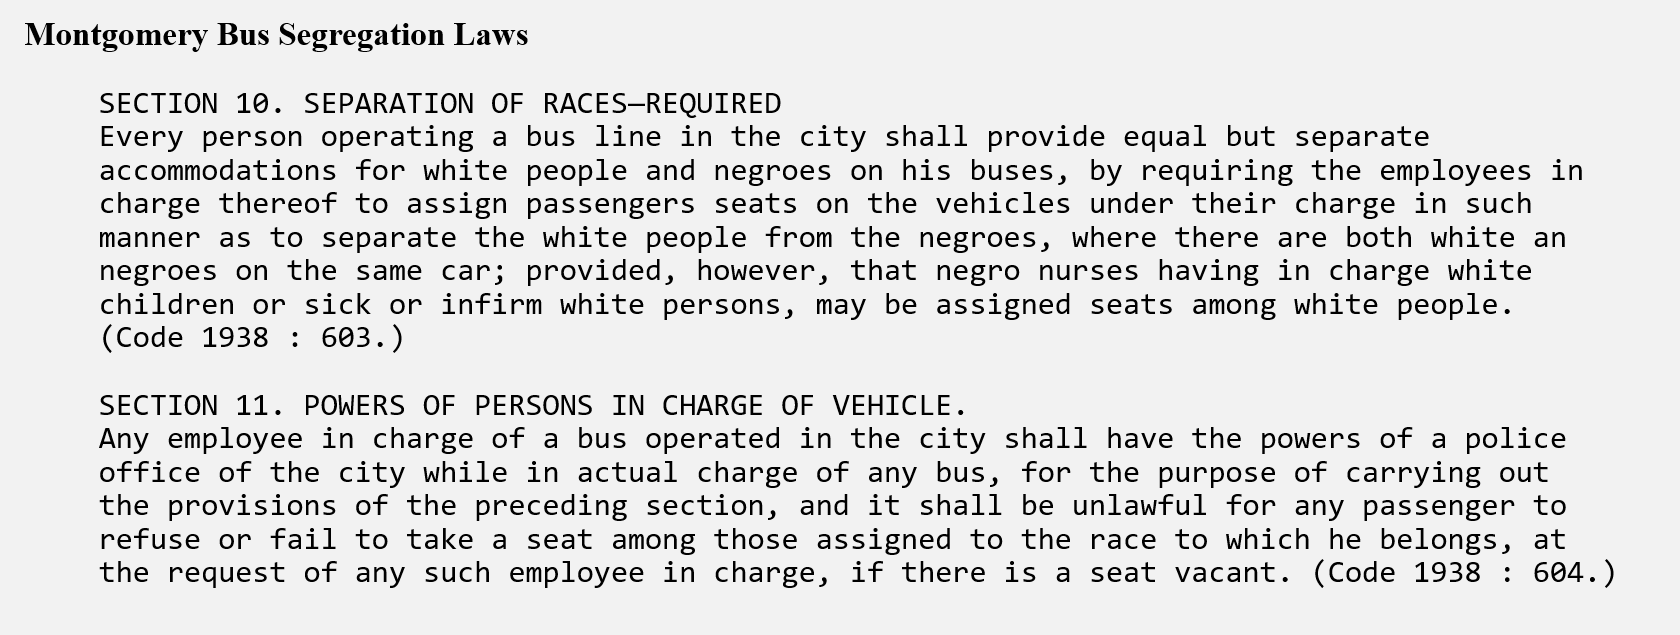 Montgomery Bus Segregation Laws
SECTION 10. SEPARATION OF RACES—REQUIRED
Every person operating a bus line in the city shall provide equal but separate
accommodations for white people and negroes on his buses, by requiring the employees in
charge thereof to assign passengers seats on the vehicles under their charge in such
manner as to separate the white people from the negroes, where there are both white an
negroes on the same car; provided, however, that negro nurses having in charge white
children or sick or infirm white persons, may be assigned seats among white people.
(Code 1938 : 603.)
SECTION 11. POWERS OF PERSONS IN CHARGE OF VEHICLE.
Any employee in charge of a bus operated in the city shall have the powers of a police
office of the city while in actual charge of any bus, for the purpose of carrying out
the provisions of the preceding section, and it shall be unlawful for any passenger to
refuse or fail to take a seat among those assigned to the race to which he belongs, at
the request of any such employee in charge, if there is a seat vacant. (Code 1938 : 604.)